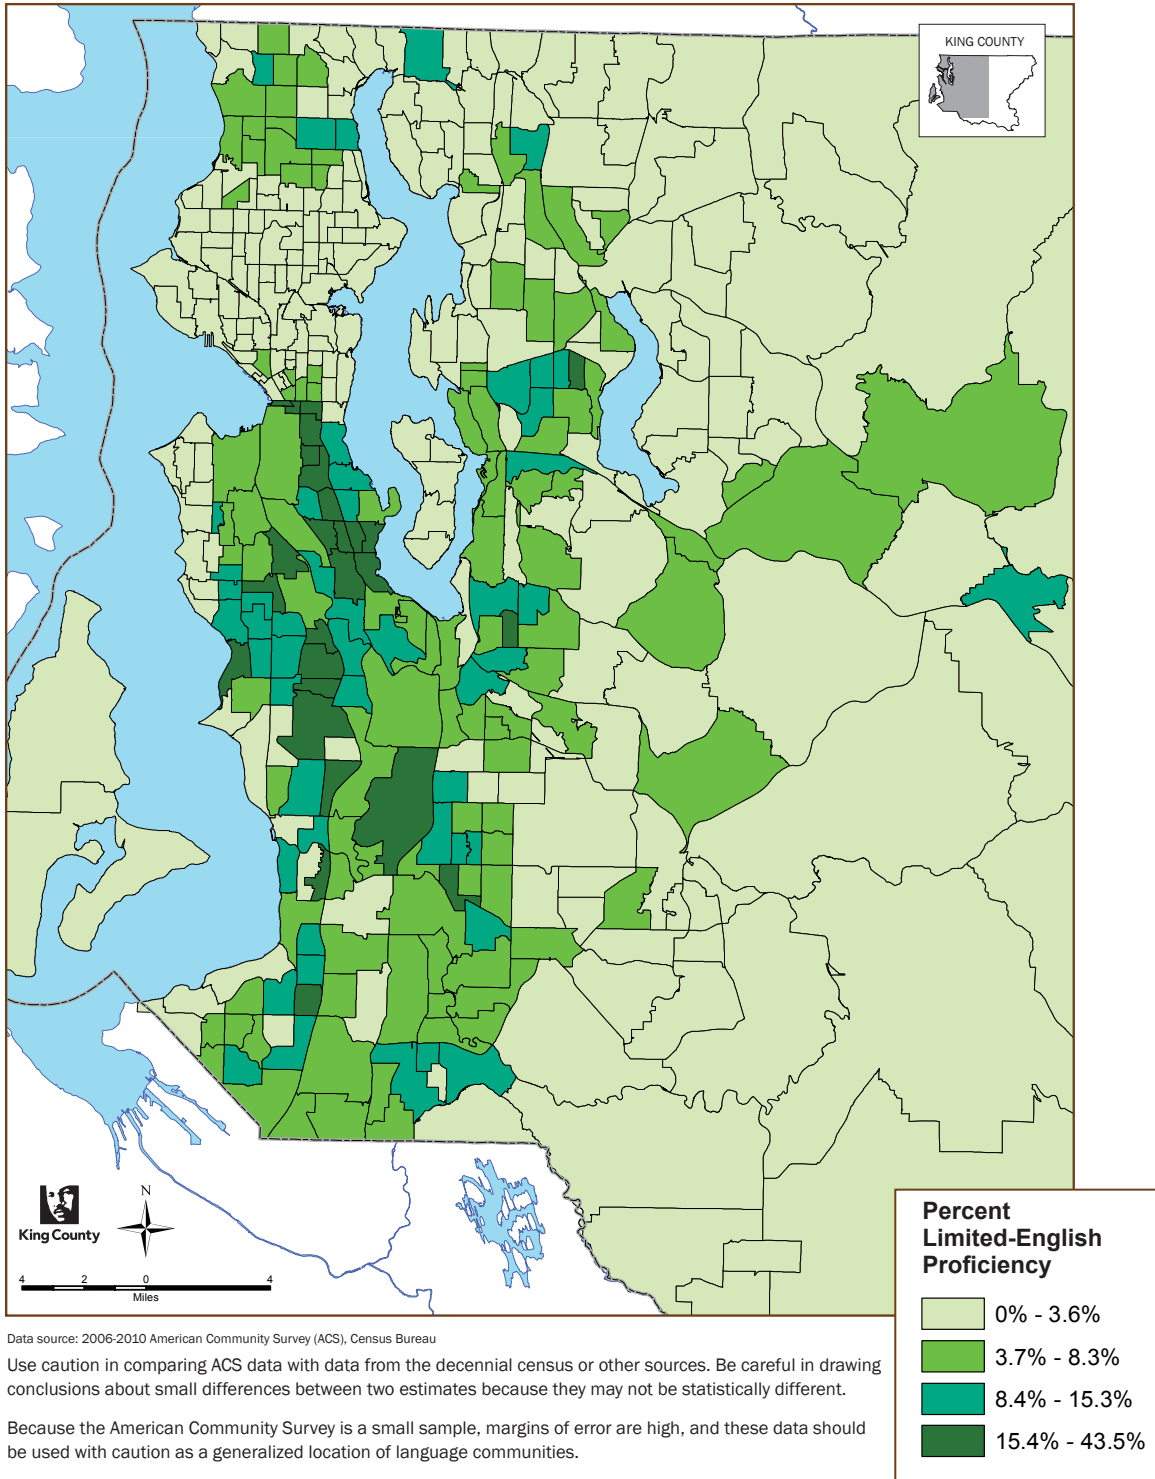 KING COUNTY
N
King County
4 2 0 4
Miles
Percent
Limited-English
Proficiency
0% - 3.6%
3.7% - 8.3%
8.4% - 15.3%
15.4% - 43.5%
Data source: 2006-2010 American Community Survey (ACS), Census Bureau
Use caution in comparing ACS data with data from the decennial census or other sources. Be careful in drawing
conclusions about small differences between two estimates because they may not be statistically different.
Because the American Community Survey is a small sample, margins of error are high, and these data should
be used with caution as a generalized location of language communities.